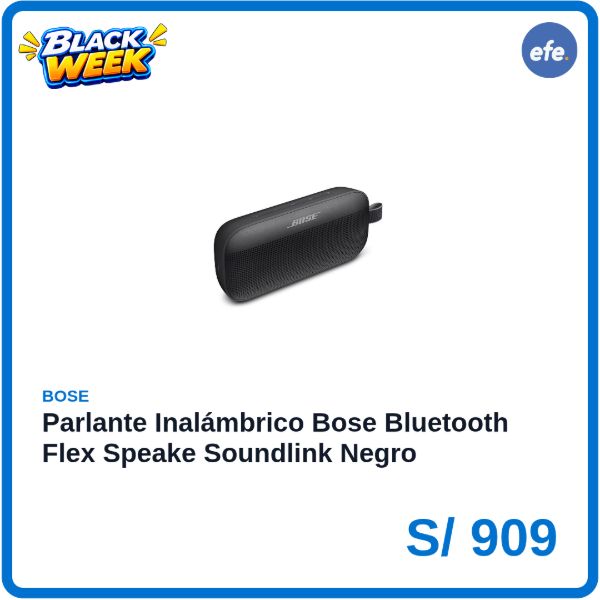 BLACK
WEEK
efe.
BOSE
BOSE
Parlante Inalámbrico Bose Bluetooth
Flex Speake Soundlink Negro
S/ 909